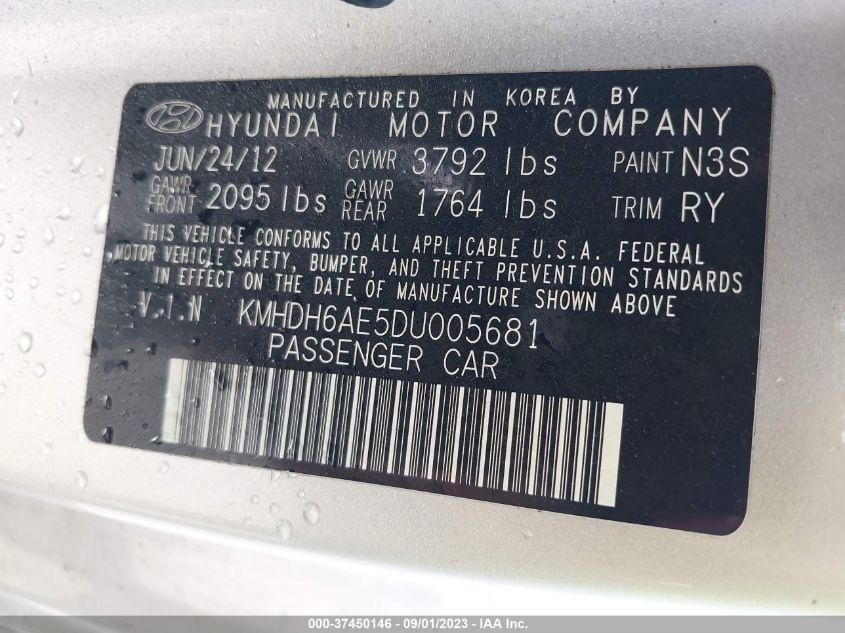 MANUFACTURED IN KOREA BY
HYUNDAI MOTOR COMPANY
JUN/24/12 GVWR 3792 lbs PAINT N3S
GAWR FRONT 2095 lbs GAWR REAR 1764 lbs TRIM RY
THIS VEHICLE CONFORMS TO ALL APPLICABLE U.S.A. FEDERAL
MOTOR VEHICLE SAFETY, BUMPER, AND THEFT PREVENTION STANDARDS
IN EFFECT ON THE DATE OF MANUFACTURE SHOWN ABOVE
V.I.N KMHDH6AE5DU005681
PASSENGER CAR
000-37450146 - 09/01/2023 - IAA Inc.